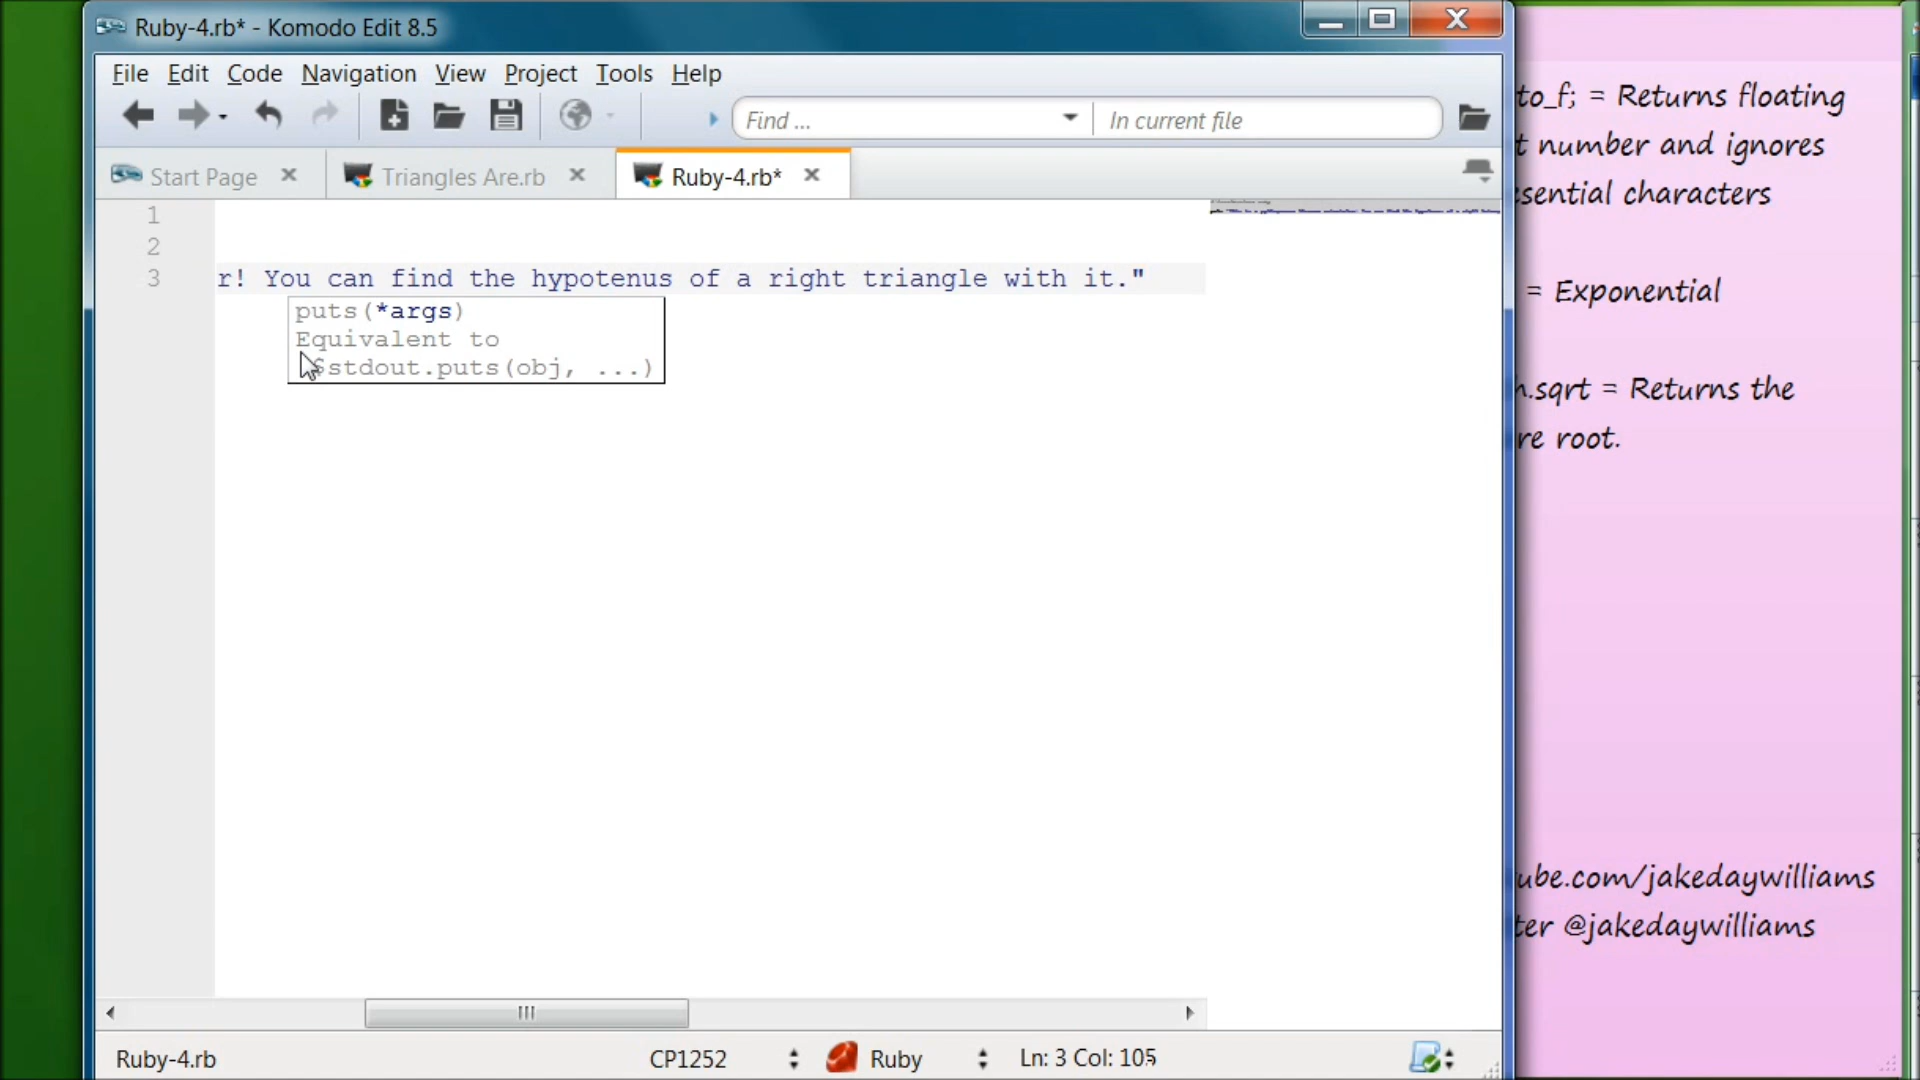 Ruby-4.rb* - Komodo Edit 8.5
File Edit Code Navigation View Project Tools Help
Find ...
In current file
Start Page
Triangles Are.rb
Ruby-4.rb*
1
2
3
r! You can find the hypotenus of a right triangle with it."
puts(*args)
Equivalent to
$stdout.puts(obj, ...)
to_f; = Returns floating
t number and ignores
sential characters
= Exponential
h.sqrt = Returns the
re root.
ube.com/jakedaywilliams
ter @jakedaywilliams
Ruby-4.rb
CP1252
Ruby
Ln: 3 Col: 105